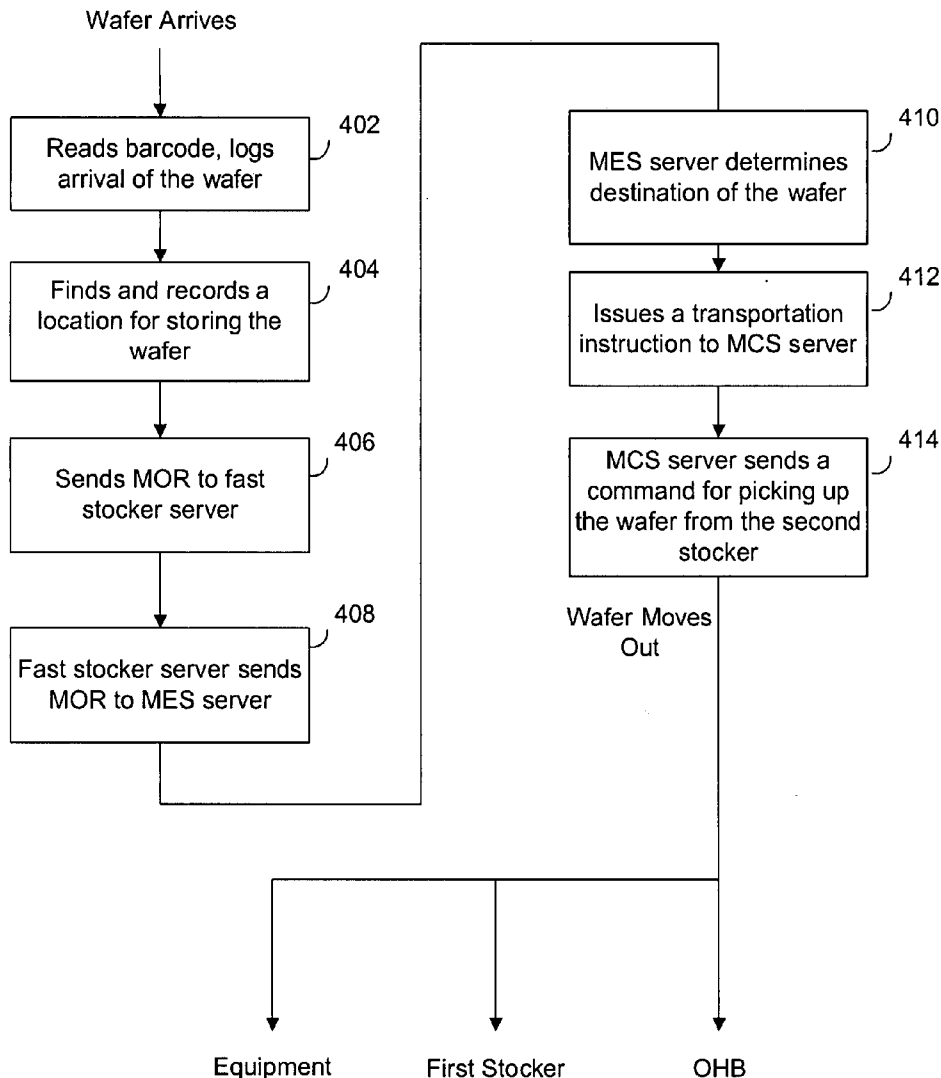 Wafer Arrives
402
Reads barcode, logs
arrival of the wafer
404
Finds and records a
location for storing the
wafer
406
Sends MOR to fast
stocker server
408
Fast stocker server sends
MOR to MES server
410
MES server determines
destination of the wafer
412
Issues a transportation
instruction to MCS server
414
MCS server sends a
command for picking up
the wafer from the second
stocker
Wafer Moves
Out
Equipment
First Stocker
OHB